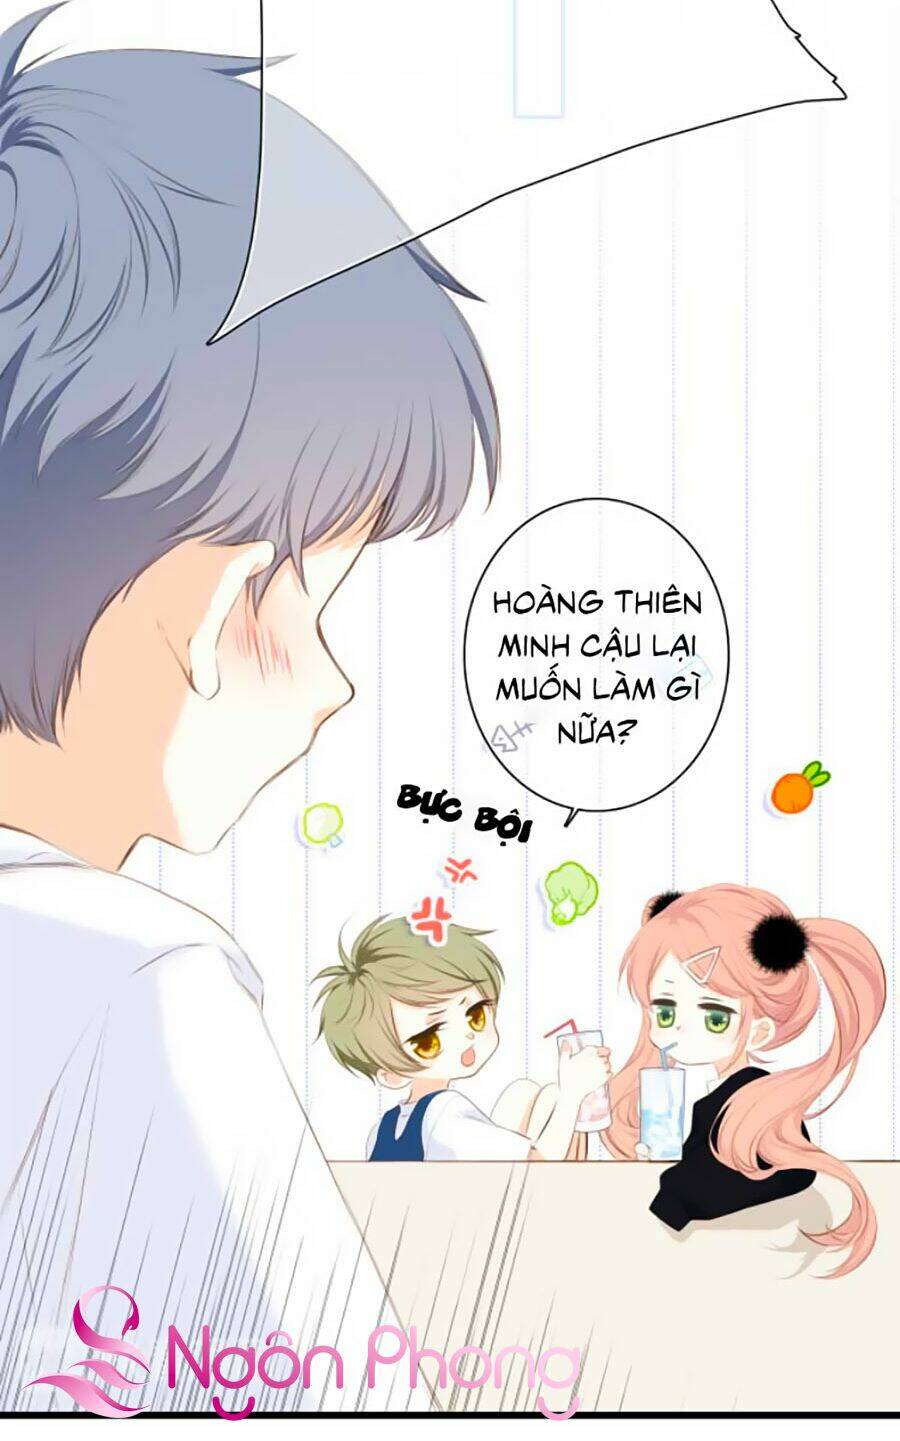 HOÀNG THIÊN
MINH CẬU LẠI
MUỐN LÀM GÌ
NỮA?
BỰC BỘI
Ngôn Phong